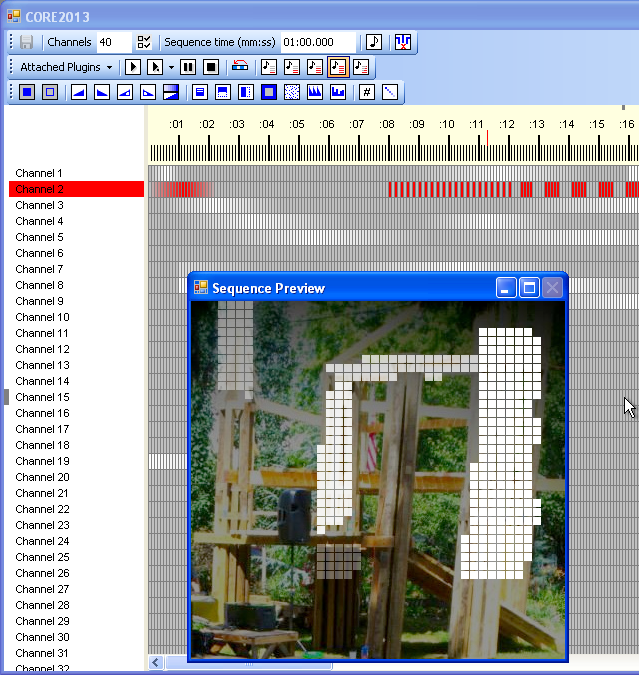 CORE2013
Channels 40 Sequence time (mm:ss) 01:00.000
Attached Plugins
#
:01 :02 :03 :04 :05 :06 :07 :08 :09 :10 :11 :12 :13 :14 :15 :16
Channel 1
Channel 2
Channel 3
Channel 4
Channel 5
Channel 6
Channel 7
Channel 8
Sequence Preview
Channel 9
Channel 10
Channel 11
Channel 12
Channel 13
Channel 14
Channel 15
Channel 16
Channel 17
Channel 18
Channel 19
Channel 20
Channel 21
Channel 22
Channel 23
Channel 24
Channel 25
Channel 26
Channel 27
Channel 28
Channel 29
Channel 30
Channel 31
Channel 32